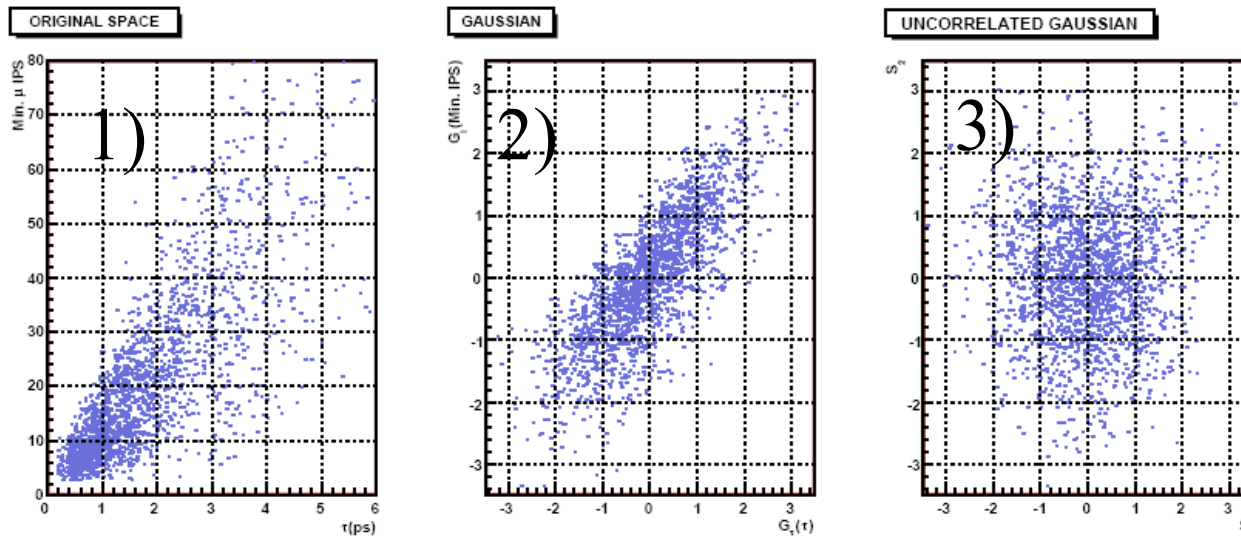 ORIGINAL SPACE
Min. μ IPS
80
70
60
50
40
30
20
10
0
1)
0 1 2 3 4 5 6
τ(ps)
GAUSSIAN
G_i(Min. IPS)
3
2
1
0
-1
-2
-3
2)
-3 -2 -1 0 1 2 3
G_τ(τ)
UNCORRELATED GAUSSIAN
S_2
3
2
1
0
-1
-2
-3
3)
-3 -2 -1 0 1 2 3